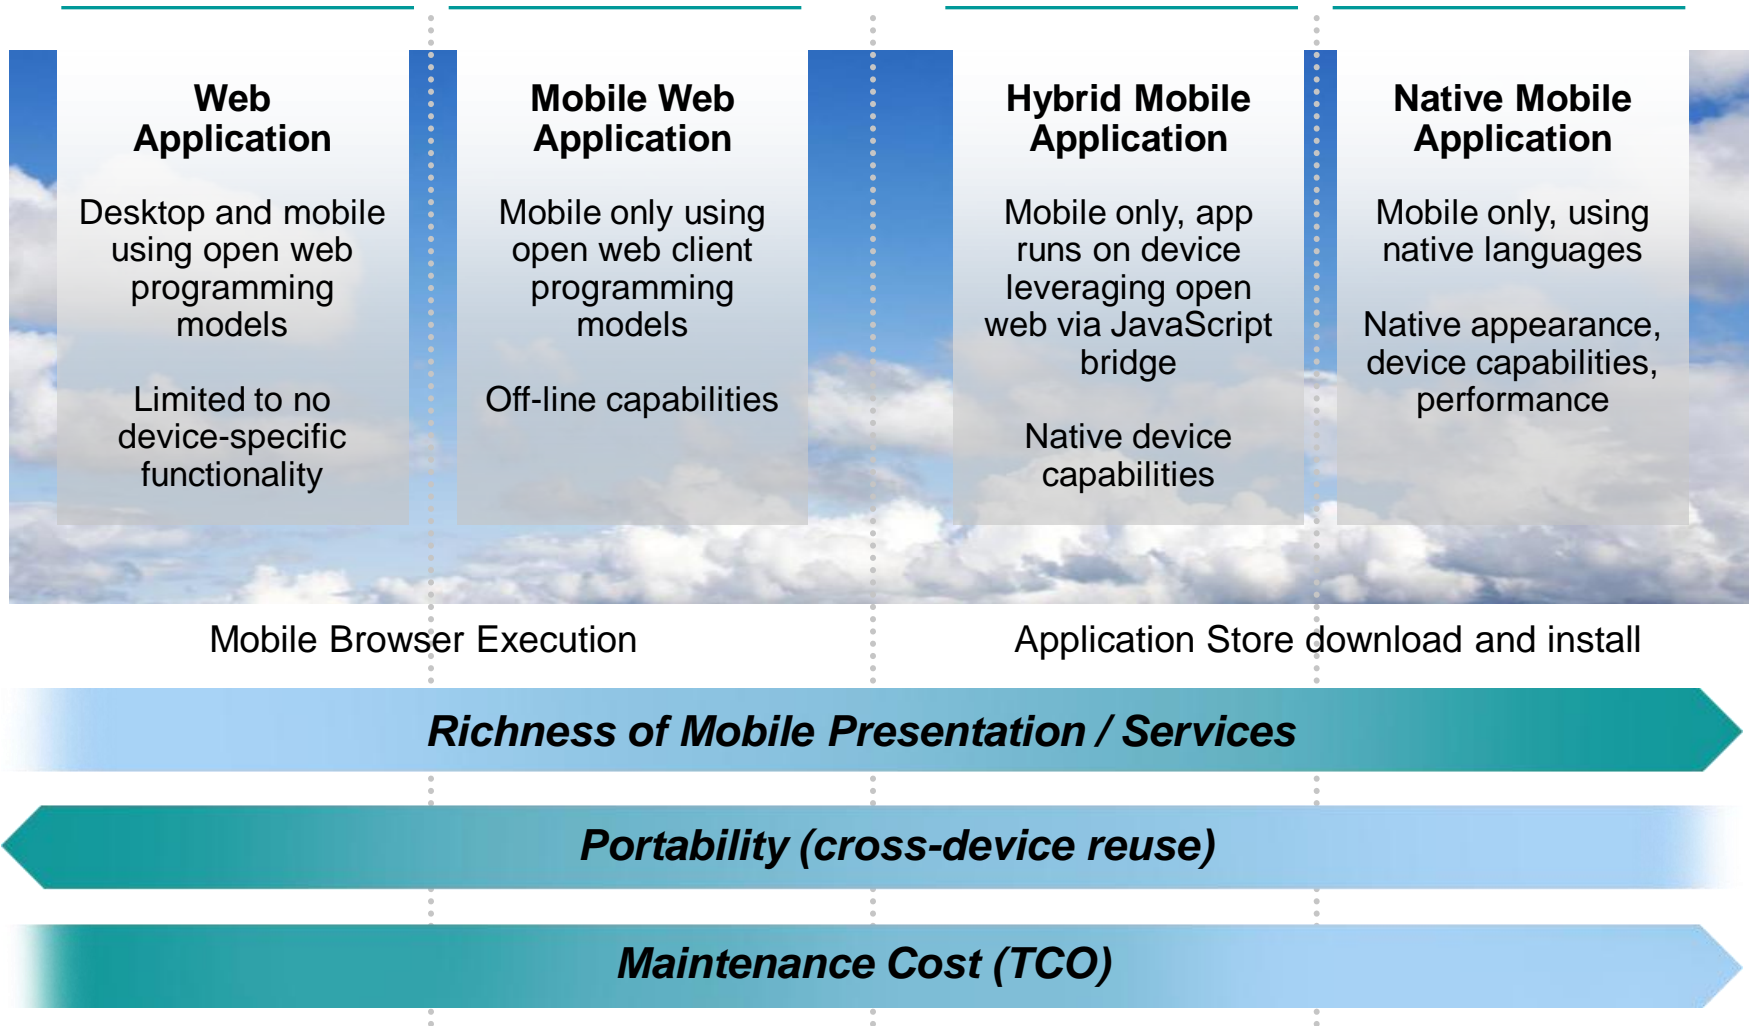 Web
Application
Desktop and mobile
using open web
programming
models
Limited to no
device-specific
functionality
Mobile Web
Application
Mobile only using
open web client
programming
models
Off-line capabilities
Hybrid Mobile
Application
Mobile only, app
runs on device
leveraging open
web via JavaScript
bridge
Native device
capabilities
Native Mobile
Application
Mobile only, using
native languages
Native appearance,
device capabilities,
performance
Mobile Browser Execution
Application Store download and install
Richness of Mobile Presentation / Services
Portability (cross-device reuse)
Maintenance Cost (TCO)